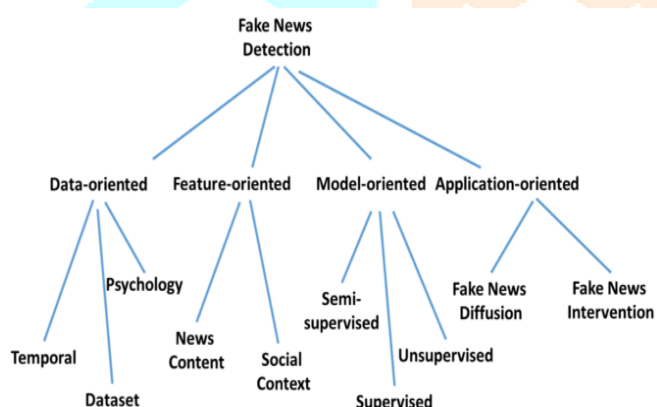 Fake News
Detection
Data-oriented
Feature-oriented
Model-oriented
Application-oriented
Psychology
Temporal
Dataset
News
Content
Social
Context
Semi-
supervised
Unsupervised
Supervised
Fake News
Diffusion
Fake News
Intervention